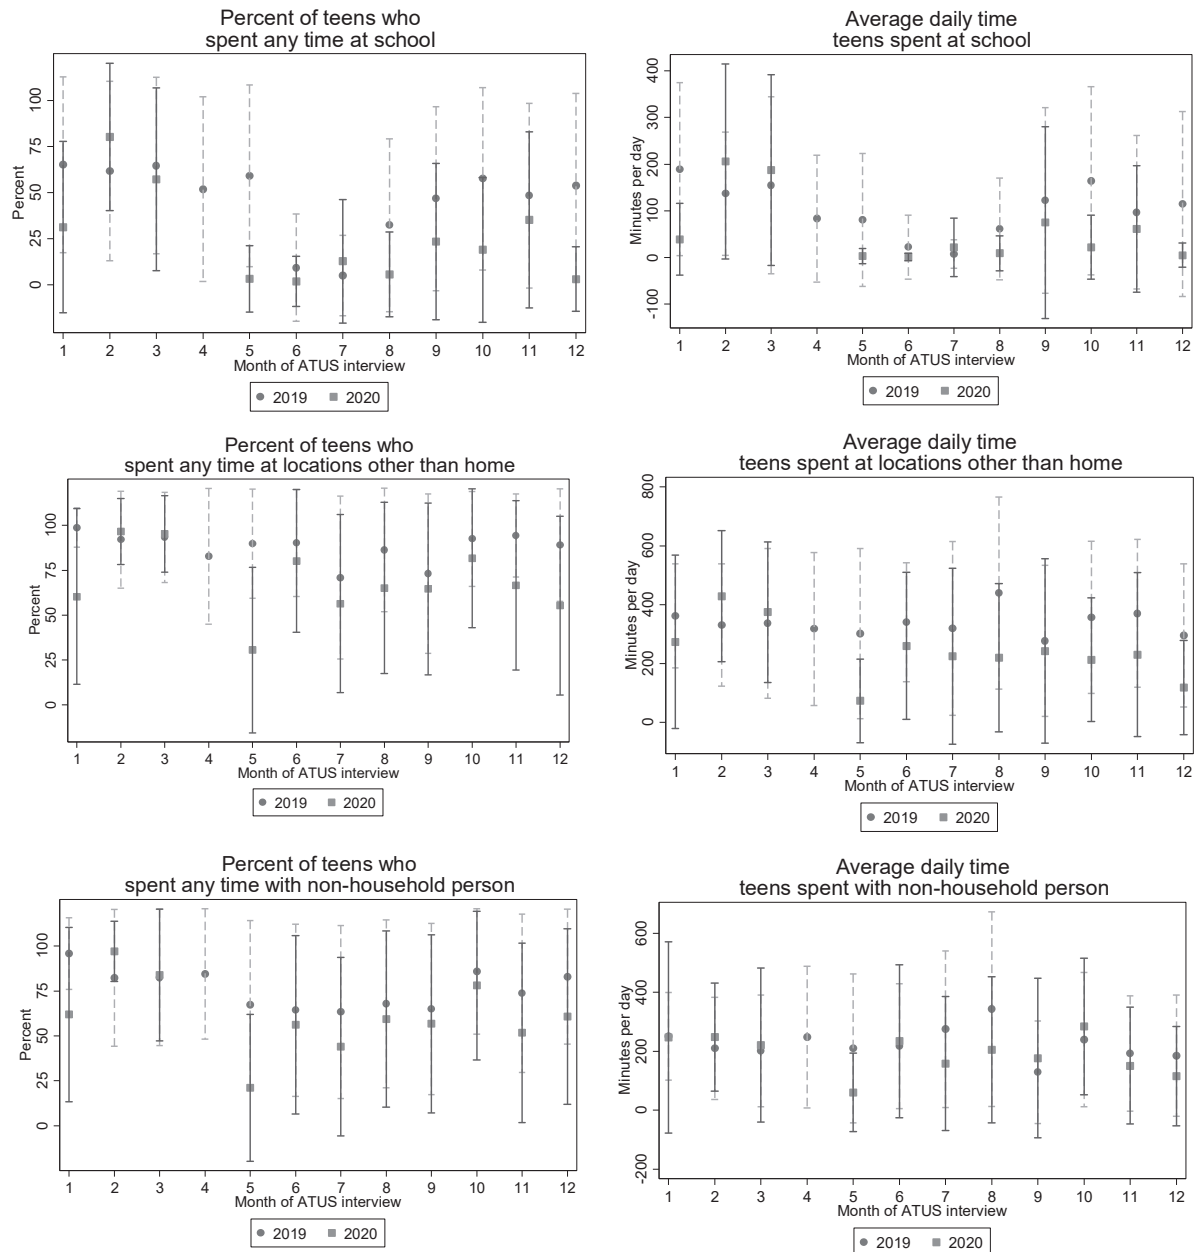 Percent of teens who
spent any time at school
Percent
100
75
50
25
0
1 2 3 4 5 6 7 8 9 10 11 12
Month of ATUS interview
2019 2020
Average daily time
teens spent at school
Minutes per day
400
300
200
100
0
-100
1 2 3 4 5 6 7 8 9 10 11 12
Month of ATUS interview
2019 2020
Percent of teens who
spent any time at locations other than home
Percent
100
75
50
25
0
1 2 3 4 5 6 7 8 9 10 11 12
Month of ATUS interview
2019 2020
Average daily time
teens spent at locations other than home
Minutes per day
800
600
400
200
0
1 2 3 4 5 6 7 8 9 10 11 12
Month of ATUS interview
2019 2020
Percent of teens who
spent any time with non-household person
Percent
100
75
50
25
0
1 2 3 4 5 6 7 8 9 10 11 12
Month of ATUS interview
2019 2020
Average daily time
teens spent with non-household person
Minutes per day
600
400
200
0
-200
1 2 3 4 5 6 7 8 9 10 11 12
Month of ATUS interview
2019 2020